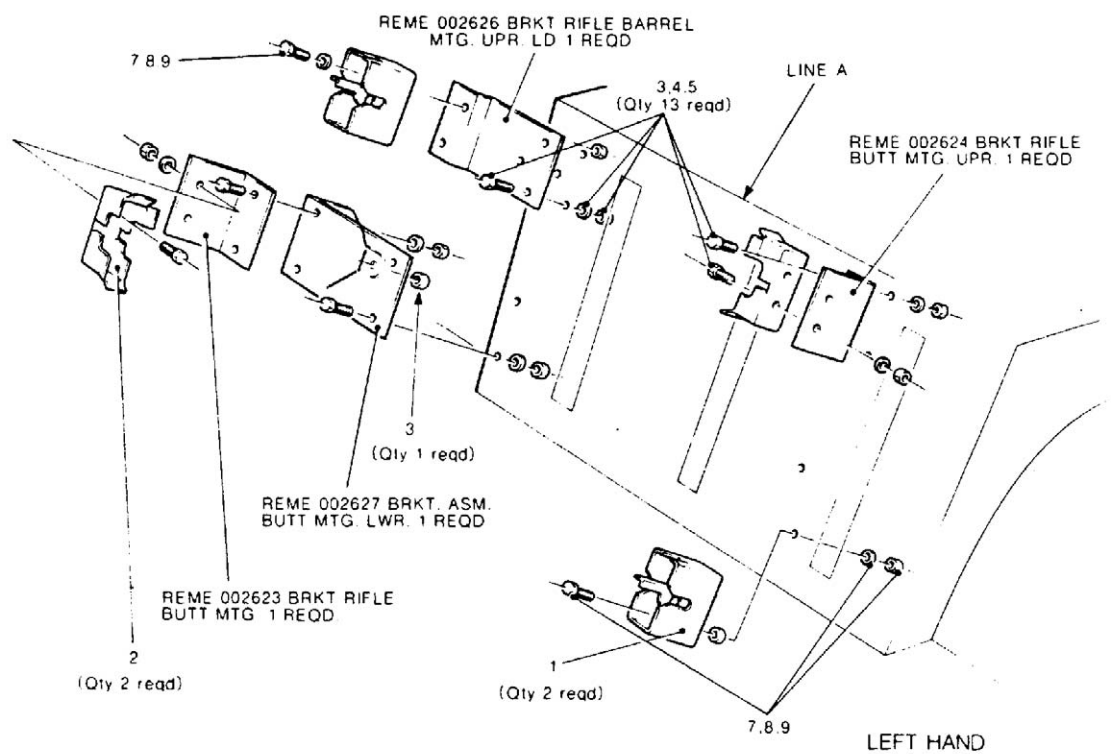 REME 002626 BRKT RIFLE BARREL
MTG. UPR. LD 1 REQD
7 8 9
LINE A
3,4.5
(Qty 13 reqd)
REME 002624 BRKT RIFLE
BUTT MTG. UPR. 1 REQD
3
(Qty 1 reqd)
REME 002627 BRKT. ASM.
BUTT MTG. LWR. 1 REQD
REME 002623 BRKT RIFLE
BUTT MTG 1 REQD.
2
(Qty 2 reqd)
1
(Qty 2 reqd)
7,8.9
LEFT HAND